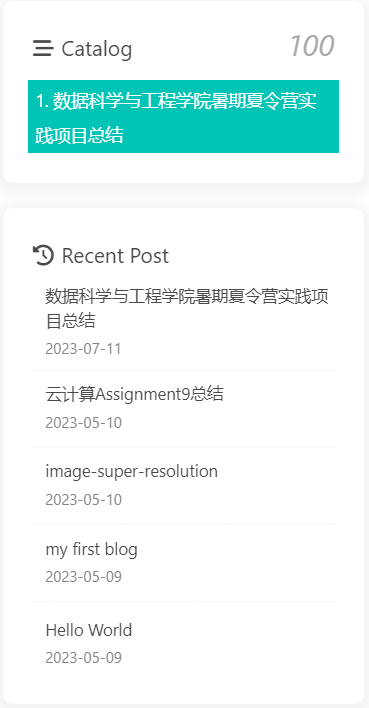 Catalog 100
1. 数据科学与工程学院暑期夏令营实
践项目总结
Recent Post
数据科学与工程学院暑期夏令营实践项
目总结
2023-07-11
云计算Assignment9总结
2023-05-10
image-super-resolution
2023-05-10
my first blog
2023-05-09
Hello World
2023-05-09